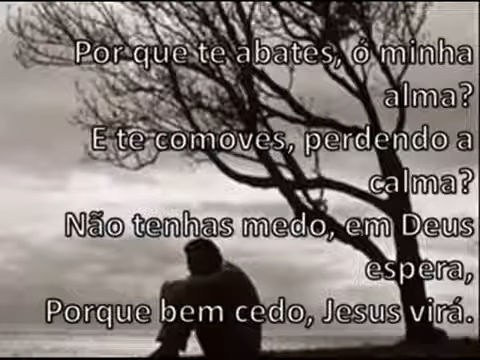 Por que te abates, ó minha
alma?
E te comoves, perdendo a
calma?
Não tenhas medo, em Deus
espera,
Porque bem cedo, Jesus virá.